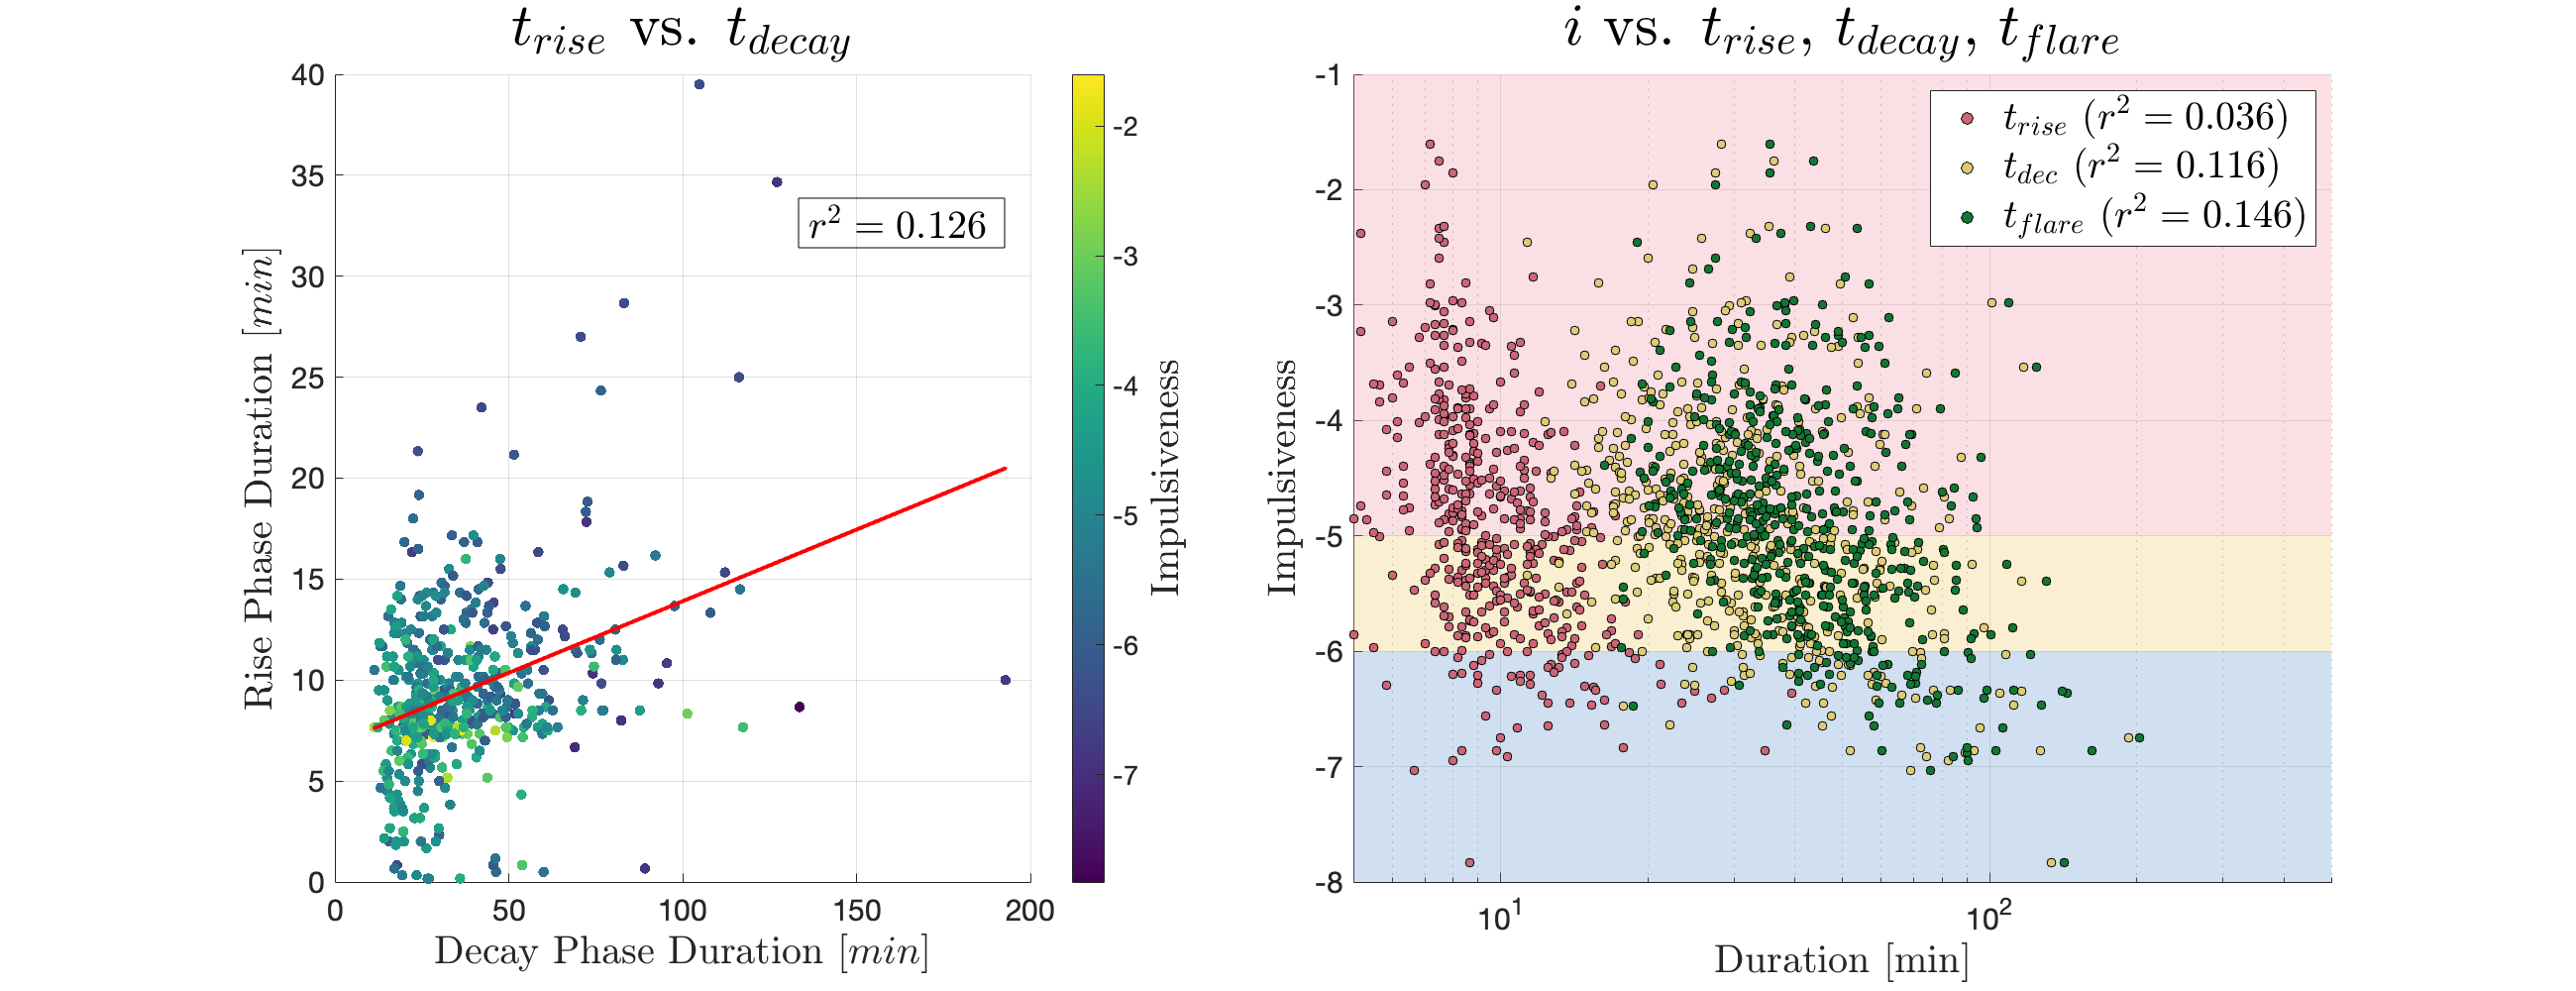 t_rise vs. t_decay
40
35
30
25
20
15
10
5
0
Rise Phase Duration [min]
r² = 0.126
0 50 100 150 200
Decay Phase Duration [min]
-2
-3
-4
-5
-6
-7
Impulsiveness
i vs. t_rise, t_decay, t_flare
-1
-2
-3
-4
-5
-6
-7
-8
Impulsiveness
t_rise (r² = 0.036)
t_dec (r² = 0.116)
t_flare (r² = 0.146)
10¹ 10²
Duration [min]